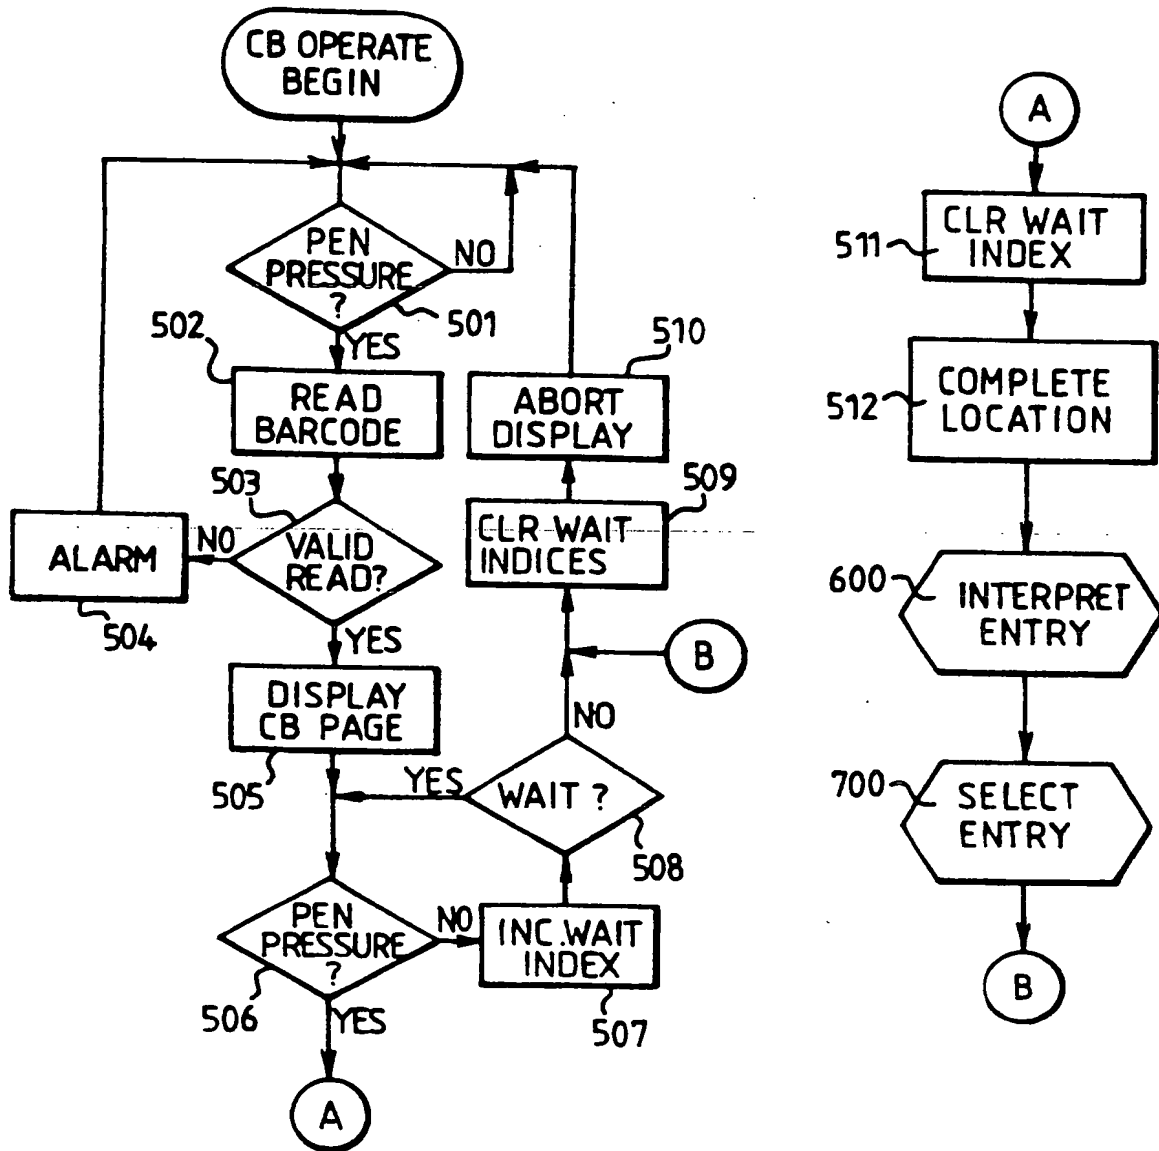 CB OPERATE
BEGIN
PEN
PRESSURE
?
NO
501
YES
502
READ
BARCODE
503
VALID
READ?
NO
ALARM
504
YES
DISPLAY
CB PAGE
505
PEN
PRESSURE
?
506
NO
YES
A
INC.WAIT
INDEX
507
WAIT ?
508
YES
NO
B
CLR WAIT
INDICES
509
ABORT
DISPLAY
510
A
CLR WAIT
INDEX
511
COMPLETE
LOCATION
512
INTERPRET
ENTRY
600
SELECT
ENTRY
700
B